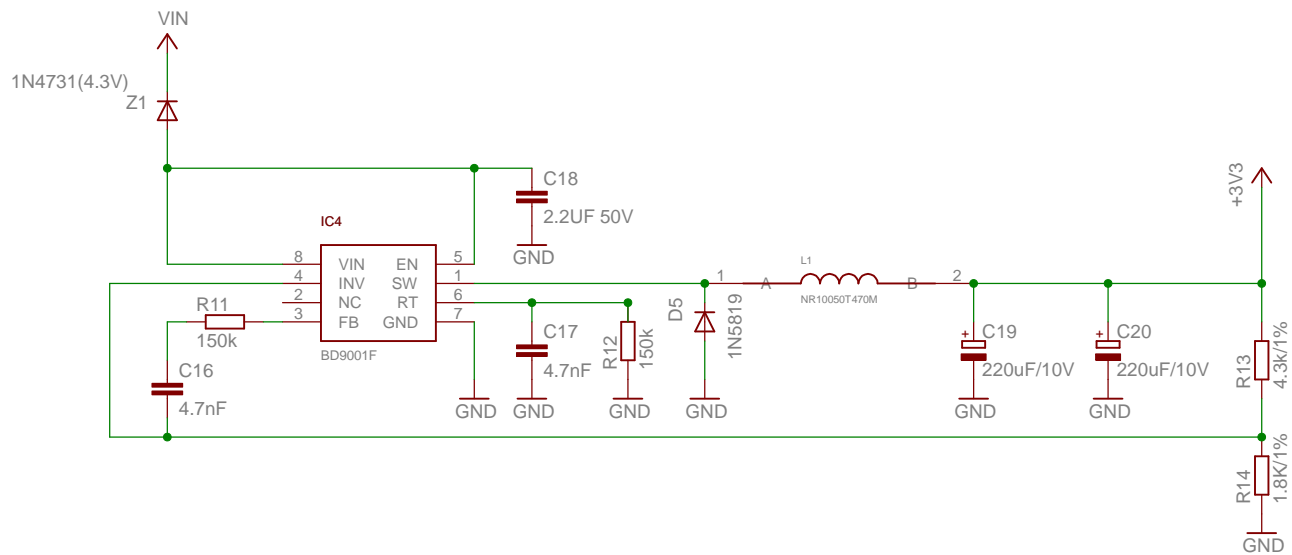 VIN
1N4731(4.3V)
Z1
C18
2.2UF 50V
GND
IC4
8 VIN EN 5
4 INV SW 1
2 NC RT 6
3 FB GND 7
BD9001F
R11
150k
C16
4.7nF
GND
C17
4.7nF
GND
R12
150k
GND
D5
1N5819
GND
1 A L1 B 2
NR10050T470M
C19
220uF/10V
GND
C20
220uF/10V
GND
+3V3
R13
4.3k/1%
R14
1.8K/1%
GND